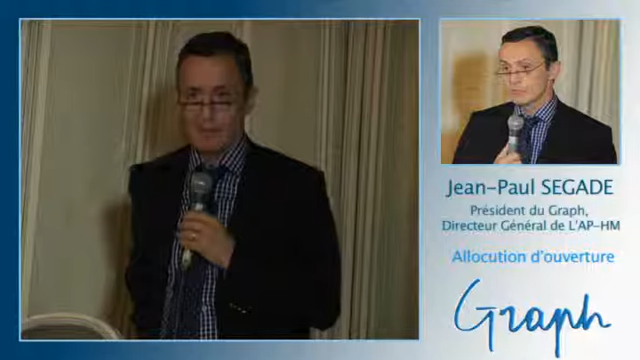 Jean-Paul SEGADE
Président du Graph,
Directeur Général de L'AP-HM
Allocution d'ouverture
Graph